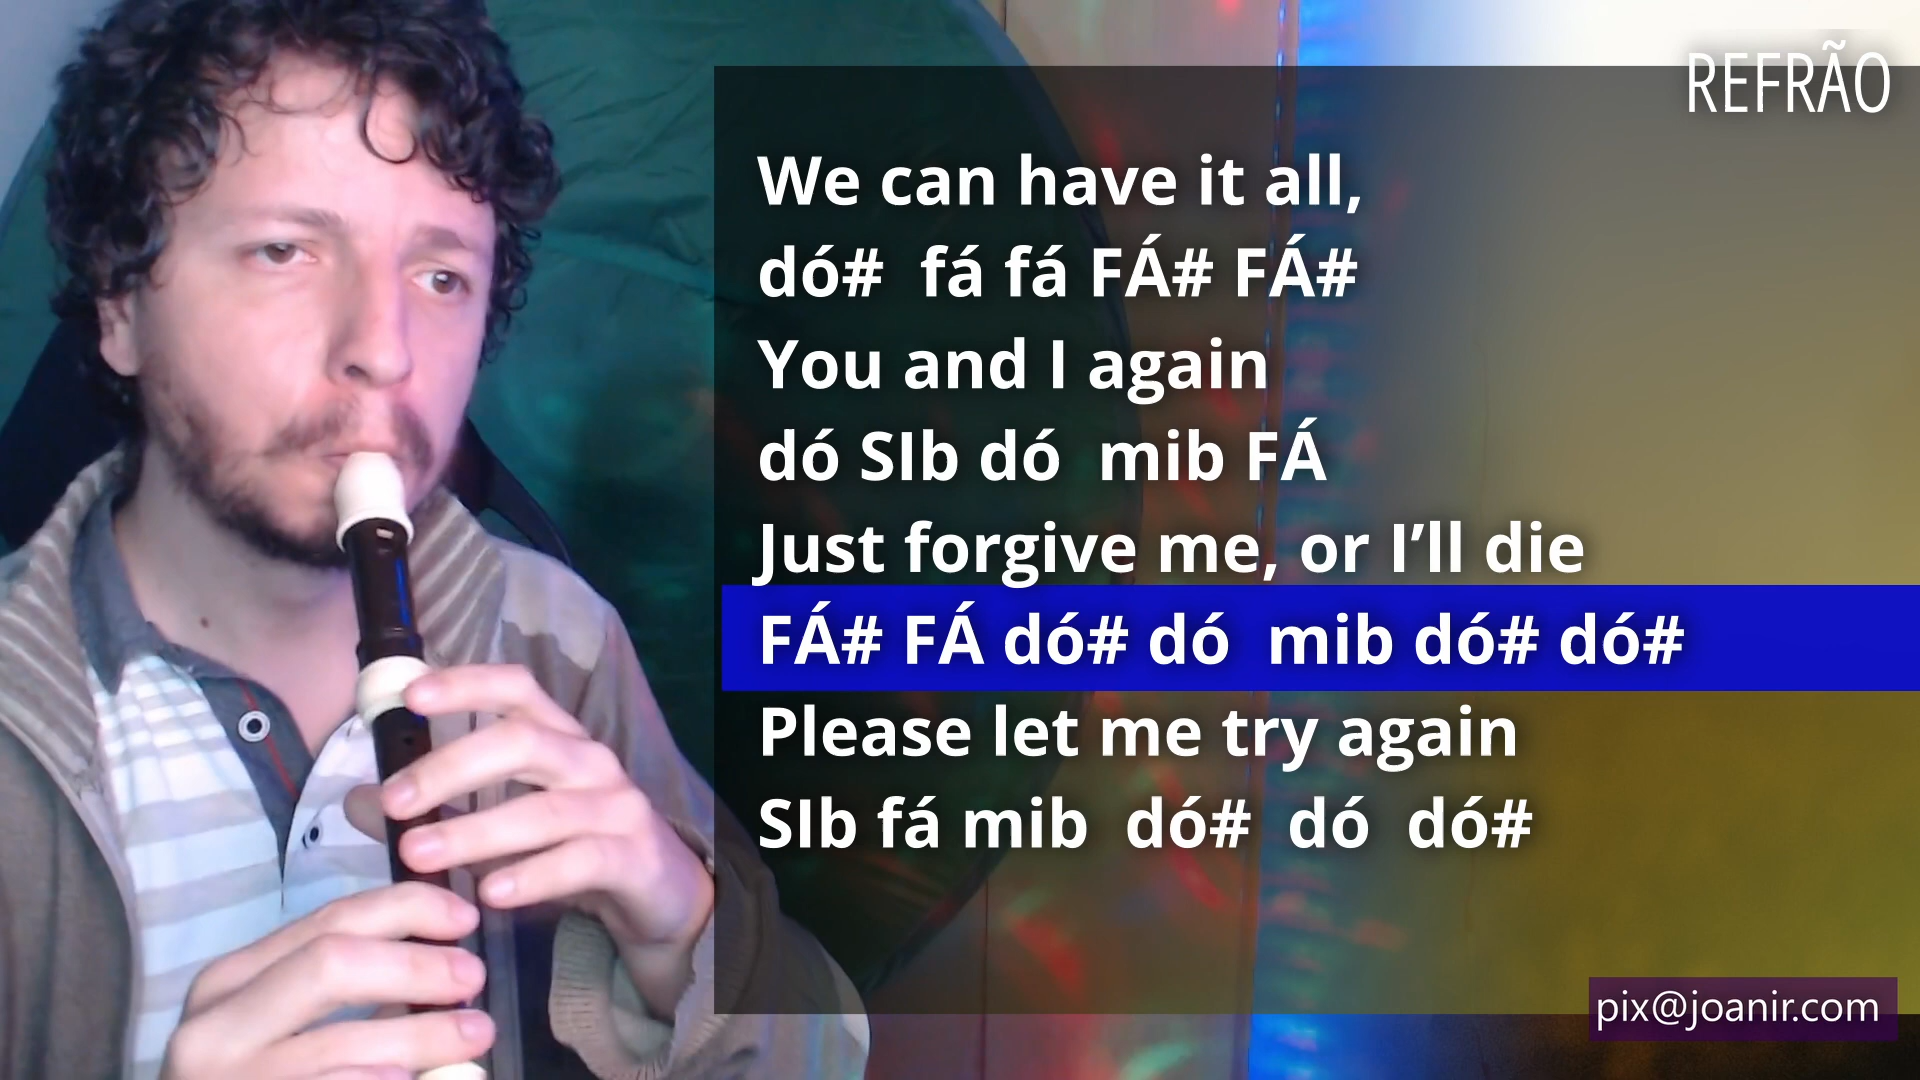 REFRÃO
We can have it all,
dó# fá fá FÁ# FÁ#
You and I again
dó SIb dó mib FÁ
Just forgive me, or I’ll die
FÁ# FÁ dó# dó mib dó# dó#
Please let me try again
SIb fá mib dó# dó dó#
pix@joanir.com